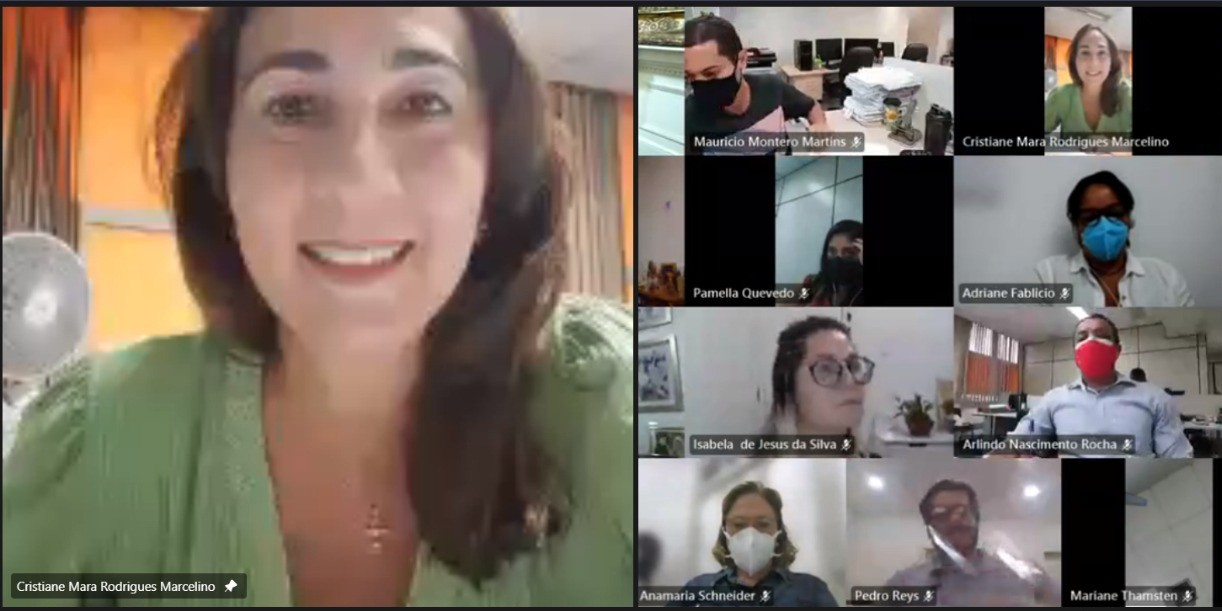 Mauricio Montero Martins
Cristiane Mara Rodrigues Marcelino
Pamella Quevedo
Adriane Fablicio
Isabela de Jesus da Silva
Arlindo Nascimento Rocha
Cristiane Mara Rodrigues Marcelino
Anamaria Schneider
Pedro Reys
Mariane Thamsten